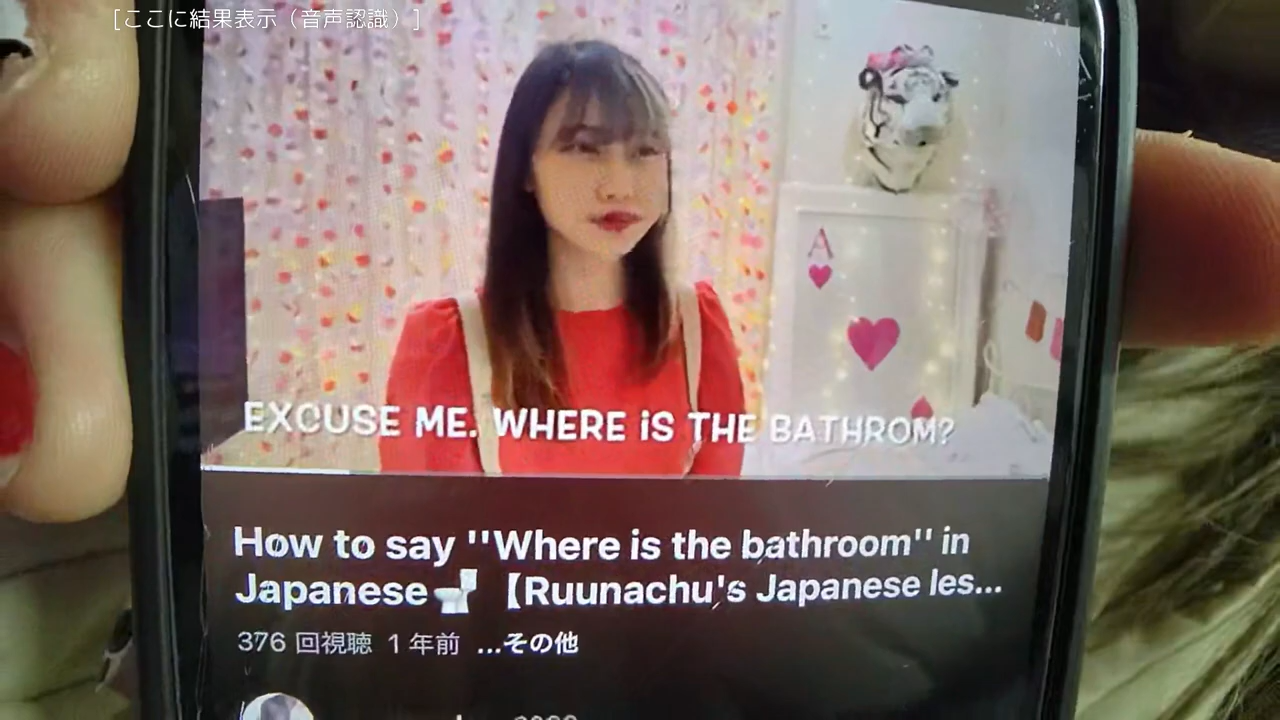 [ここに結果表示（音声認識）]
A
EXCUSE ME. WHERE iS THE BATHROM?
How to say "Where is the bathroom" in
Japanese🚽【Ruunachu's Japanese les...
376 回視聴 1 年前 ...その他